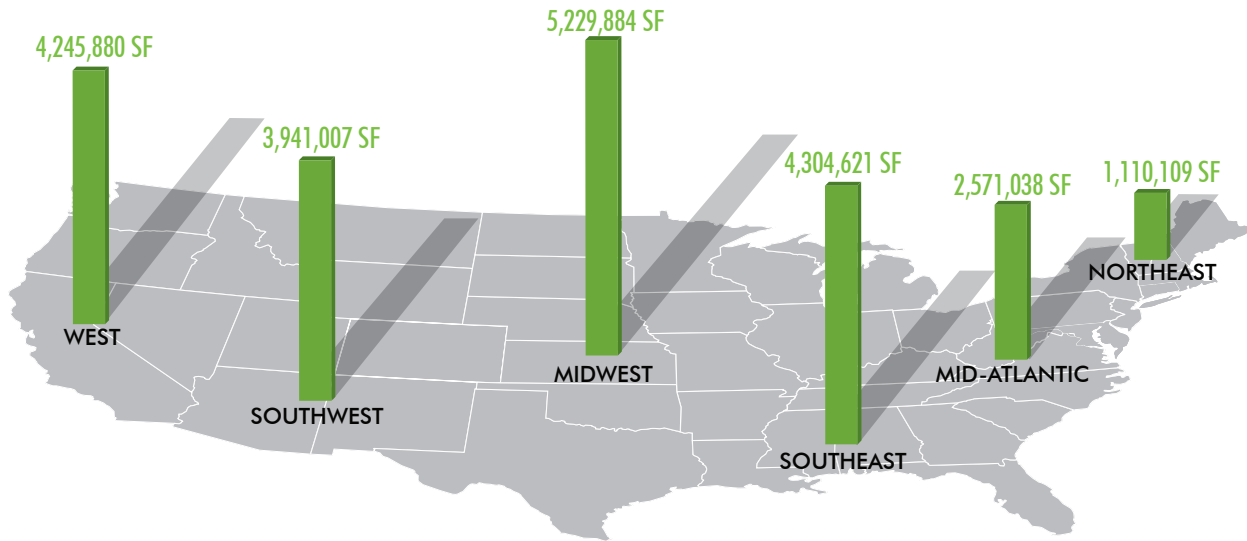 4,245,880 SF
WEST
3,941,007 SF
SOUTHWEST
5,229,884 SF
MIDWEST
4,304,621 SF
SOUTHEAST
2,571,038 SF
MID-ATLANTIC
1,110,109 SF
NORTHEAST